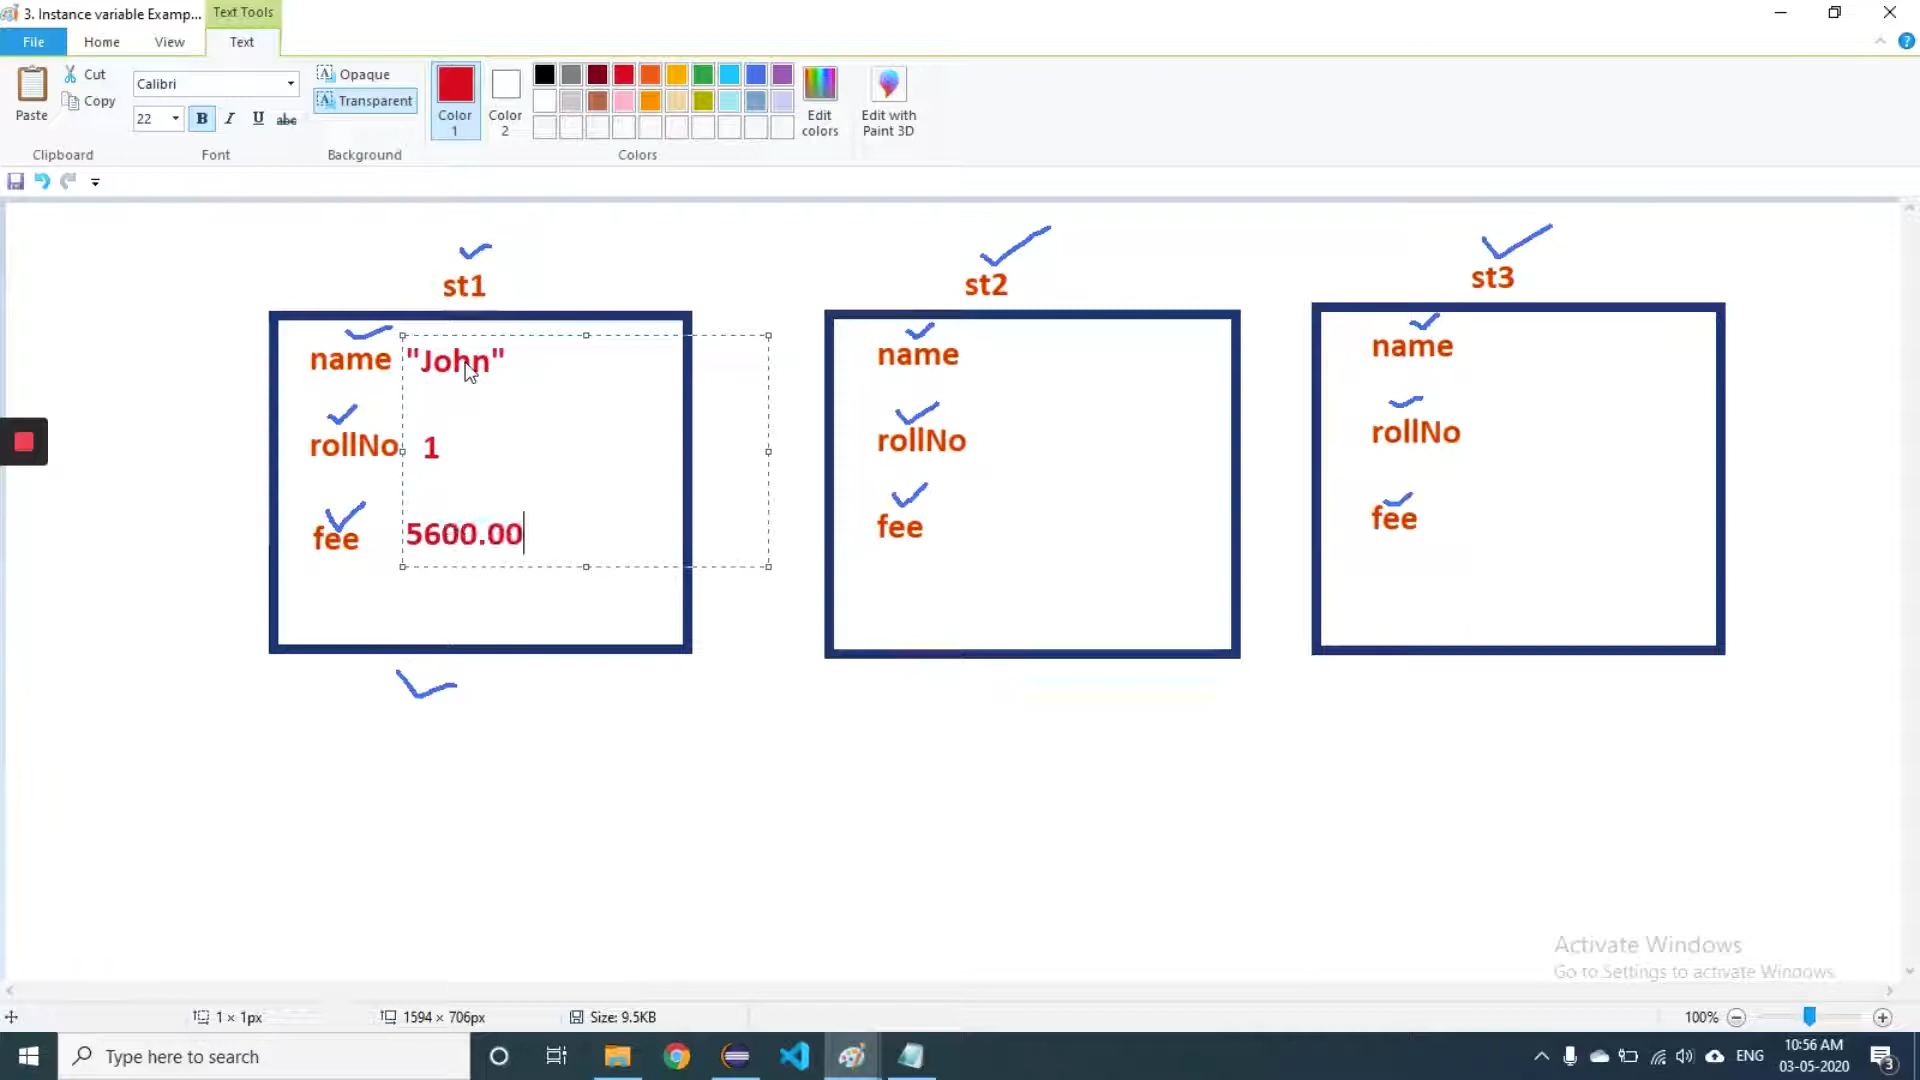 3. Instance variable Examp...
Text Tools
File
Home
View
Text
Paste
Cut
Copy
Clipboard
Calibri
22
B I U abc
Font
Opaque
Transparent
Background
Color 1
Color 2
Colors
Edit colors
Edit with Paint 3D
st1
name "John"
rollNo 1
fee 5600.00
st2
name
rollNo
fee
st3
name
rollNo
fee
Activate Windows
Go to Settings to activate Windows.
1 × 1px
1594 × 706px
Size: 9.5KB
100%
Type here to search
ENG
10:56 AM
03-05-2020
3